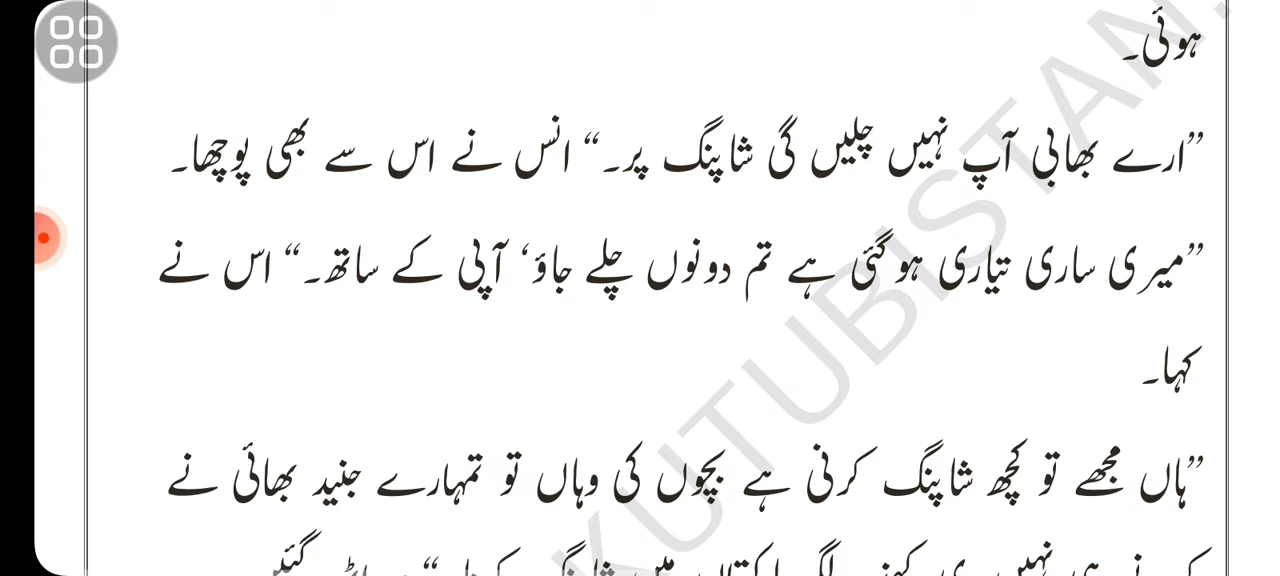 ہوئی۔
”ارے بھابی آپ نہیں چلیں گی شاپنگ پر۔“ انس نے اس سے بھی پوچھا۔
”میری ساری تیاری ہوگئی ہے تم دونوں چلے جاؤ‘ آپی کے ساتھ۔“ اس نے
کہا۔
”ہاں مجھے تو کچھ شاپنگ کرنی ہے بچوں کی وہاں تو تمہارے جنید بھائی نے
KUTUBISTAN.